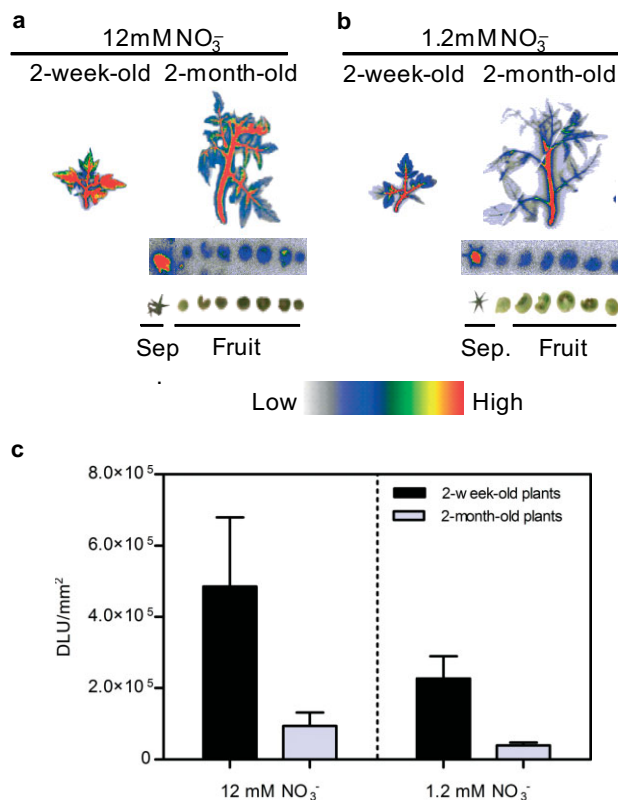 a
12mM NO₃⁻
2-week-old 2-month-old
Sep
.
Fruit
b
1.2mM NO₃⁻
2-week-old 2-month-old
Sep.
Fruit
Low High
c
8.0×10⁵
6.0×10⁵
4.0×10⁵
2.0×10⁵
0
DLU/mm²
2-week-old plants
2-month-old plants
12 mM NO₃⁻ 1.2 mM NO₃⁻